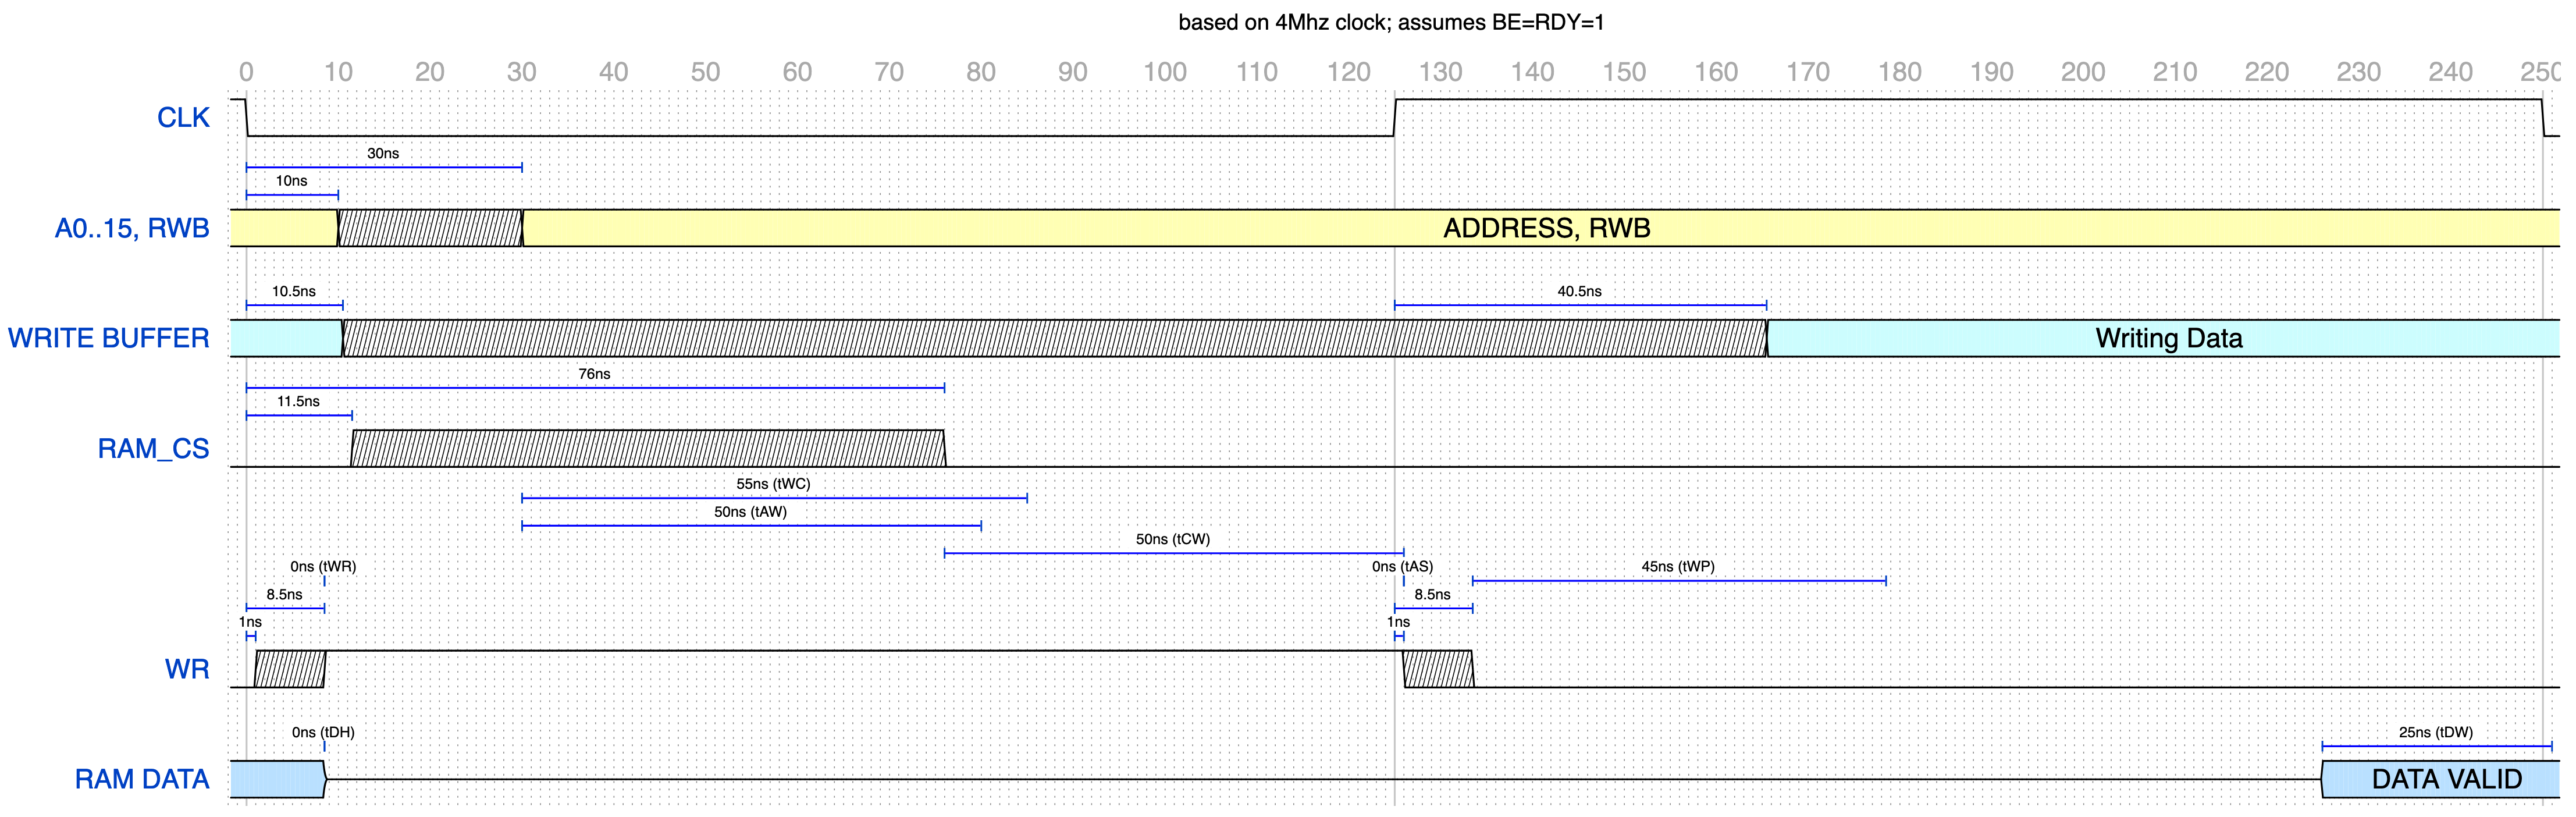 based on 4Mhz clock; assumes BE=RDY=1
0 10 20 30 40 50 60 70 80 90 100 110 120 130 140 150 160 170 180 190 200 210 220 230 240 250
CLK
30ns
10ns
A0..15, RWB
ADDRESS, RWB
10.5ns
40.5ns
WRITE BUFFER
Writing Data
76ns
11.5ns
RAM_CS
55ns (tWC)
50ns (tAW)
50ns (tCW)
0ns (tWR)
0ns (tAS)
45ns (tWP)
8.5ns
8.5ns
1ns
1ns
WR
0ns (tDH)
25ns (tDW)
RAM DATA
DATA VALID